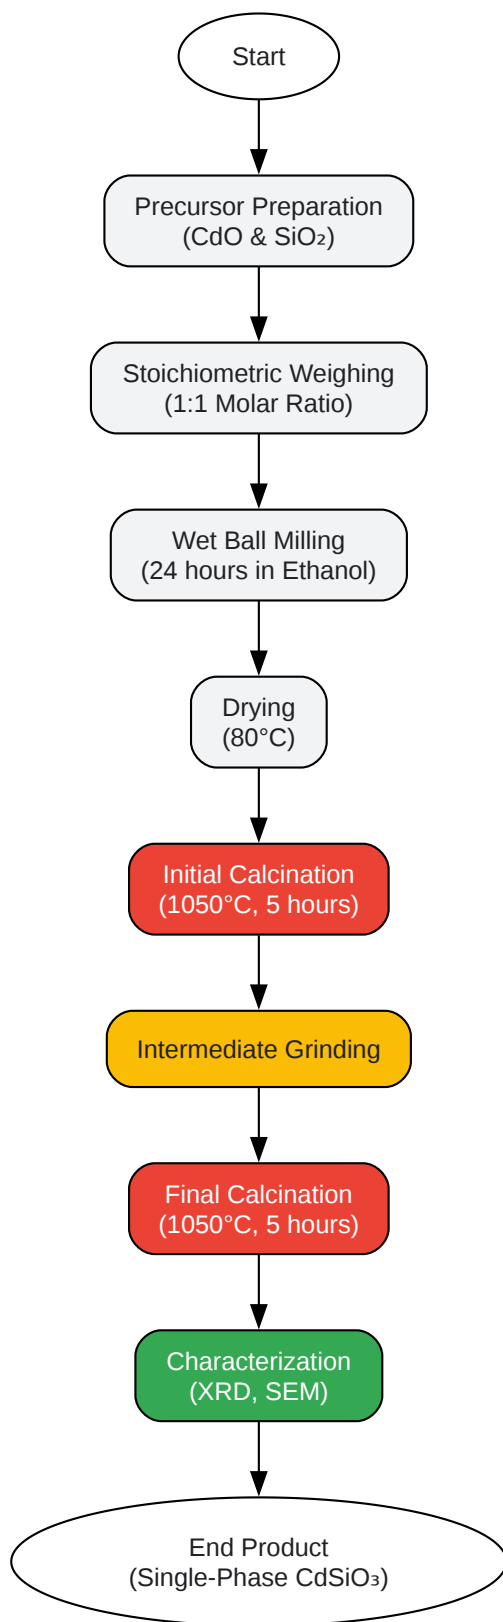 Start
Precursor Preparation
(CdO & SiO₂)
Stoichiometric Weighing
(1:1 Molar Ratio)
Wet Ball Milling
(24 hours in Ethanol)
Drying
(80°C)
Initial Calcination
(1050°C, 5 hours)
Intermediate Grinding
Final Calcination
(1050°C, 5 hours)
Characterization
(XRD, SEM)
End Product
(Single-Phase CdSiO₃)